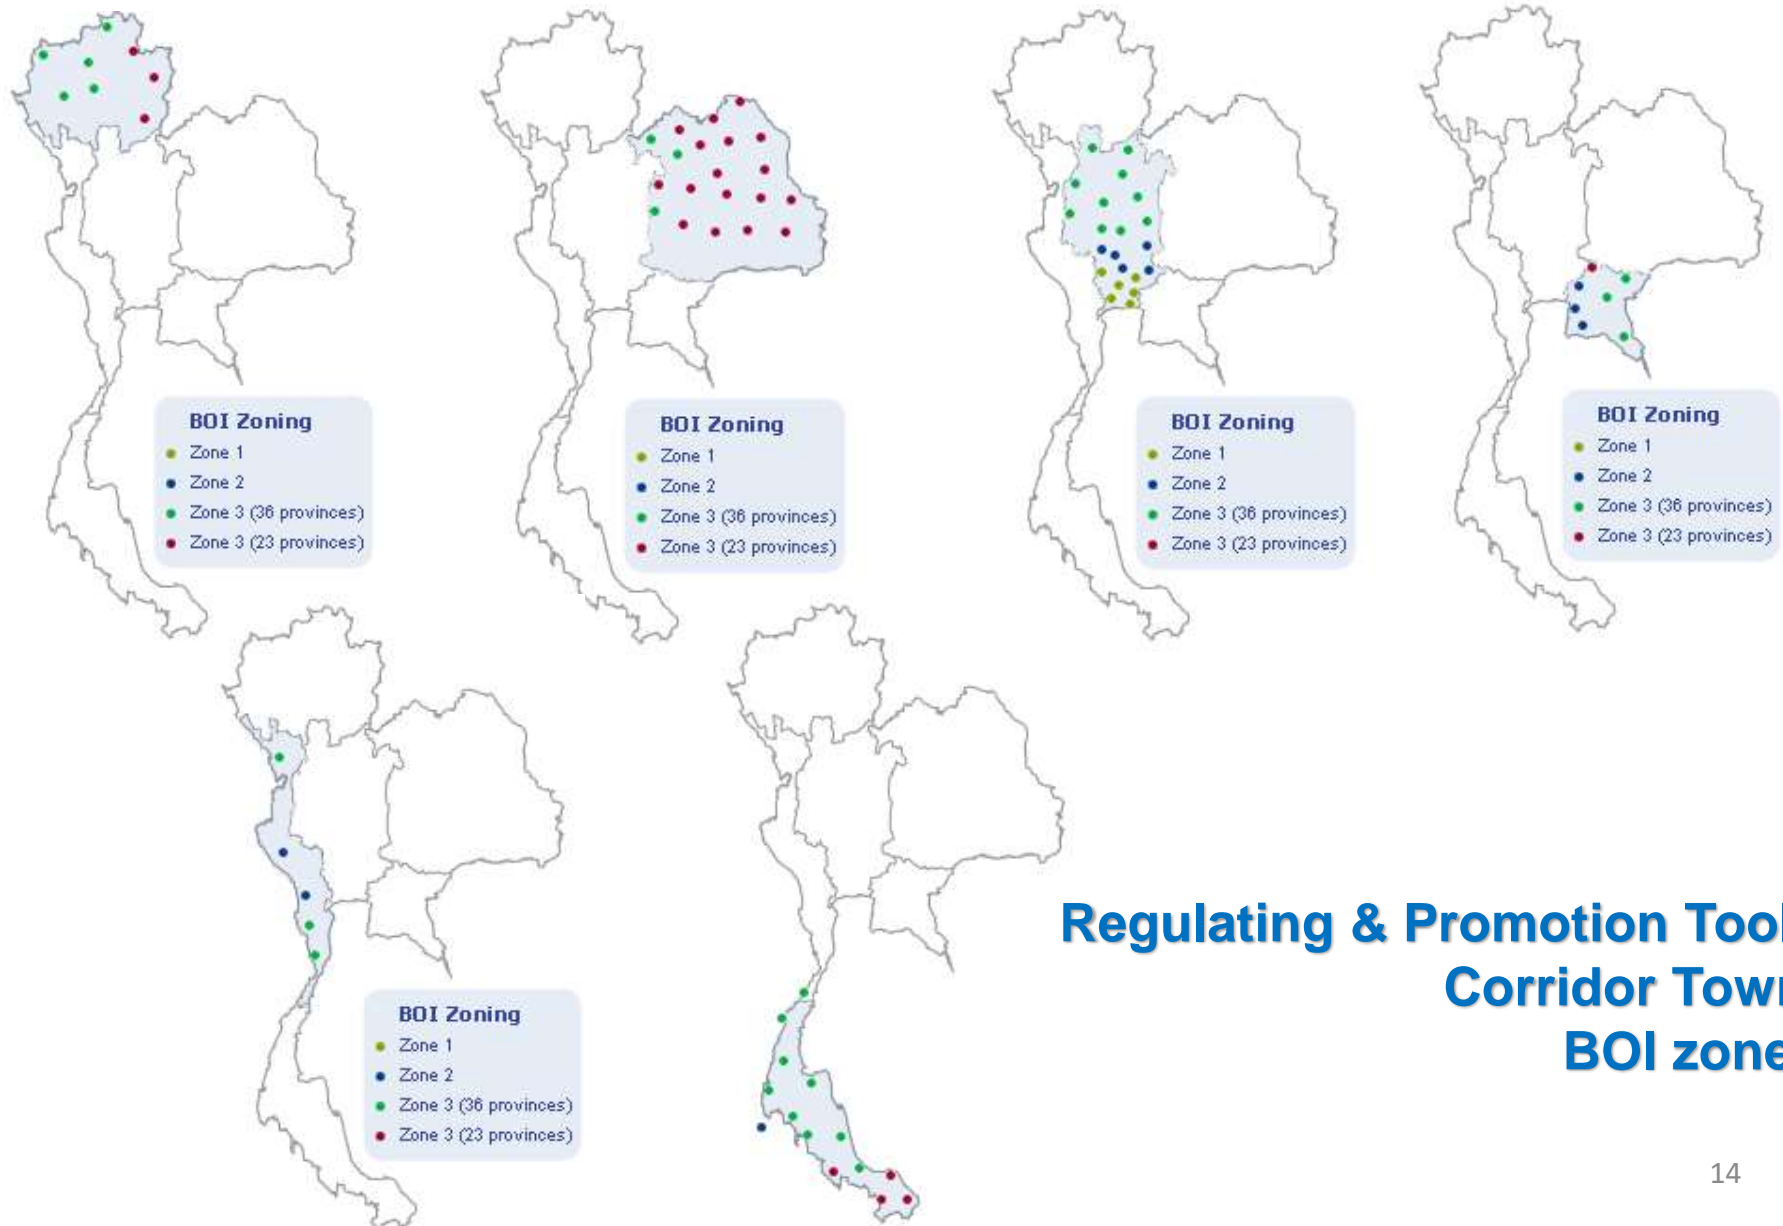 BOI Zoning
Zone 1
Zone 2
Zone 3 (36 provinces)
Zone 3 (23 provinces)
BOI Zoning
Zone 1
Zone 2
Zone 3 (36 provinces)
Zone 3 (23 provinces)
BOI Zoning
Zone 1
Zone 2
Zone 3 (36 provinces)
Zone 3 (23 provinces)
BOI Zoning
Zone 1
Zone 2
Zone 3 (36 provinces)
Zone 3 (23 provinces)
BOI Zoning
Zone 1
Zone 2
Zone 3 (36 provinces)
Zone 3 (23 provinces)
Regulating & Promotion Tool
Corridor Town
BOI zone
14